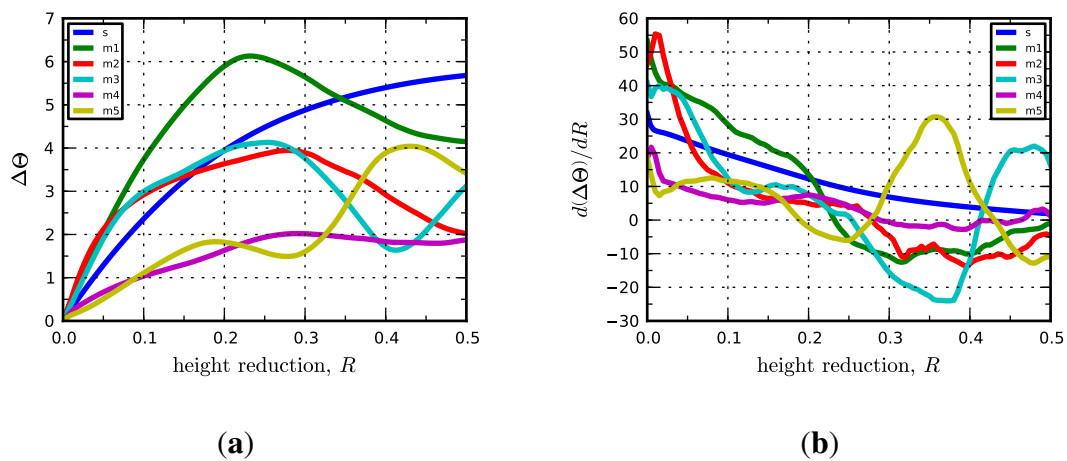 7
6
5
4
3
2
1
0
ΔΘ
s
m1
m2
m3
m4
m5
0.0 0.1 0.2 0.3 0.4 0.5
height reduction, R
(a)
60
50
40
30
20
10
0
−10
−20
−30
d(ΔΘ)/dR
s
m1
m2
m3
m4
m5
0.0 0.1 0.2 0.3 0.4 0.5
height reduction, R
(b)